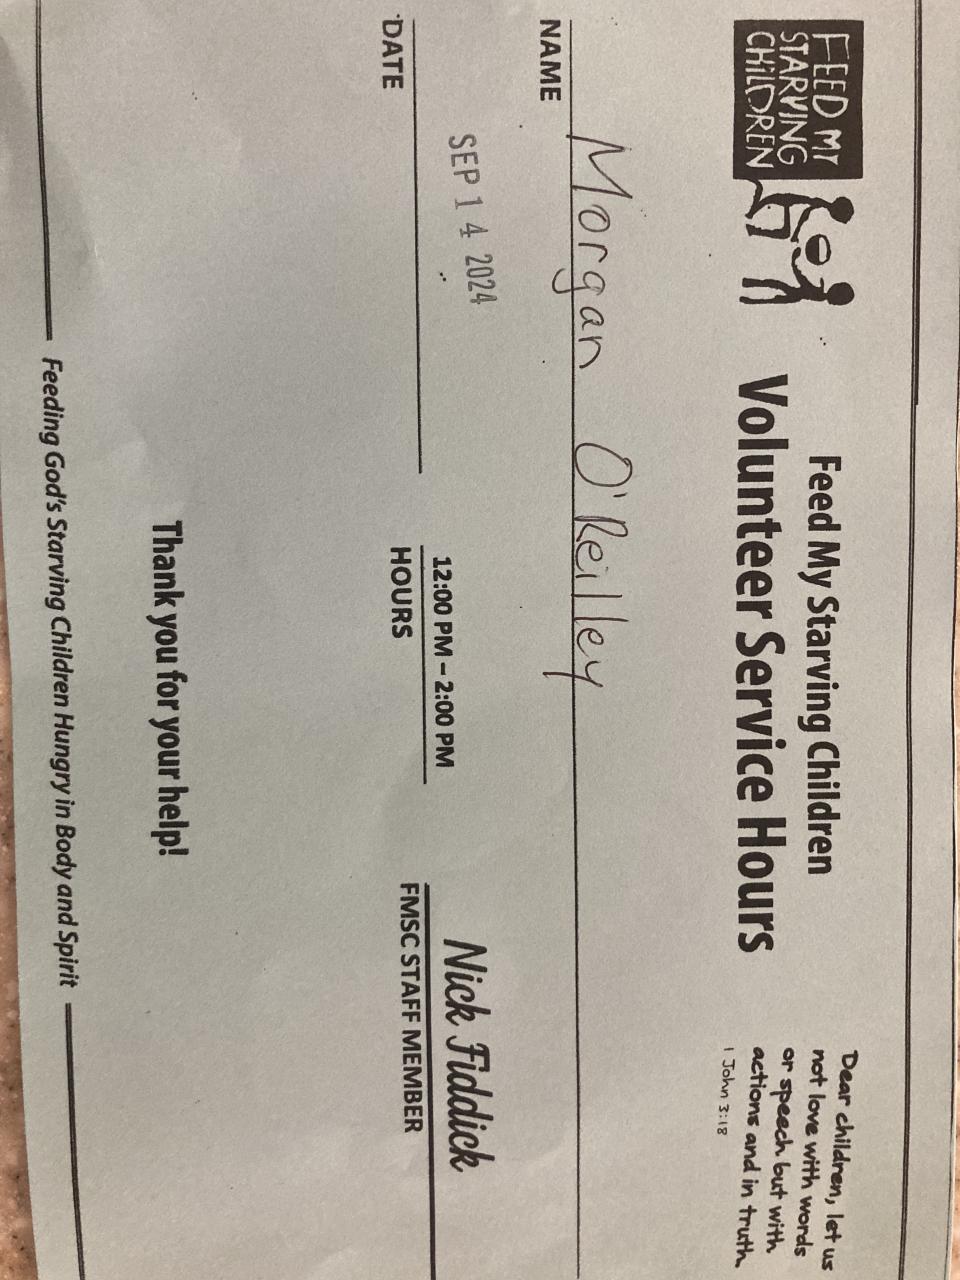 FEED MY
STARVING
CHILDREN
Feed My Starving Children
Volunteer Service Hours
Dear children, let us
not love with words
or speech but with
actions and in truth.
1 John 3:18
Morgan O'Reilley
NAME
SEP 14 2024
DATE
12:00 PM – 2:00 PM
HOURS
Nick Fiddick
FMSC STAFF MEMBER
Thank you for your help!
Feeding God's Starving Children Hungry in Body and Spirit